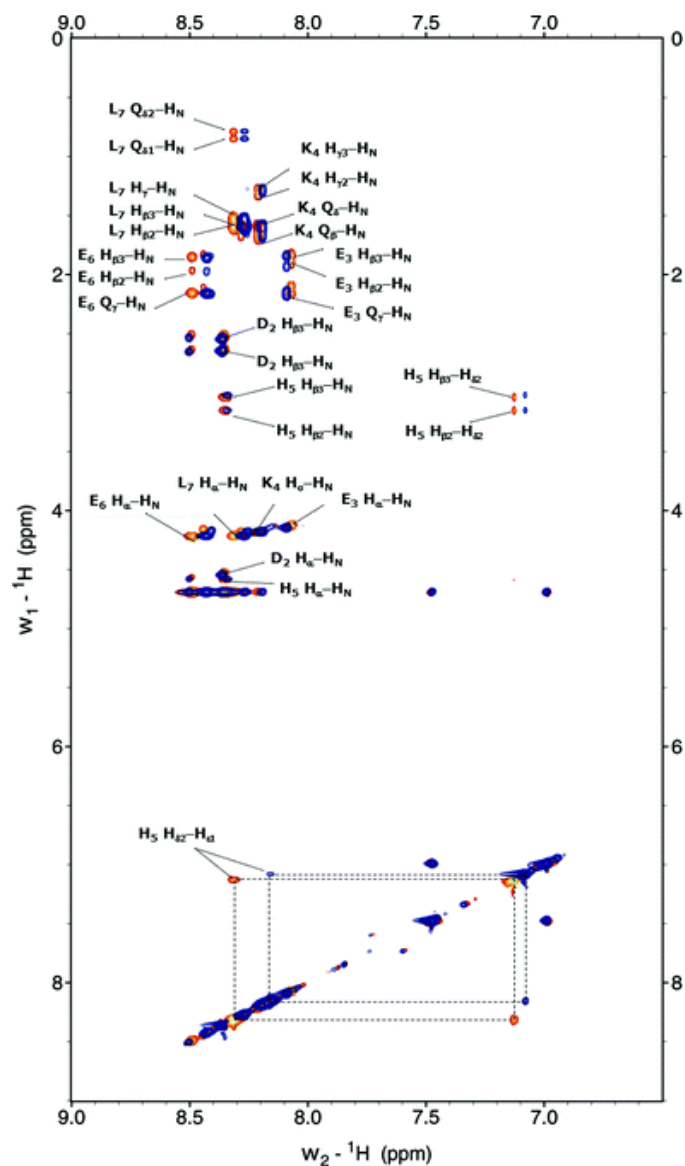 9.0 8.5 8.0 7.5 7.0
0 0
L7 Qδ2–HN
L7 Qδ1–HN
K4 Hγ3–HN
K4 Hγ2–HN
L7 Hγ–HN
L7 Hβ3–HN
K4 Qδ–HN
L7 Hβ2–HN
K4 Qβ–HN
E6 Hβ3–HN
E3 Hβ3–HN
2 2
E6 Hβ2–HN
E3 Hβ2–HN
E6 Qγ–HN
E3 Qγ–HN
D2 Hβ3–HN
D2 Hβ3–HN
H5 Hβ3–HN
H5 Hβ3–Hδ2
H5 Hβ2–HN
H5 Hβ2–Hδ2
4 4
L7 Hα–HN K4 Hα–HN
E6 Hα–HN
E3 Hα–HN
D2 Hα–HN
H5 Hα–HN
w1 - 1H (ppm)
6 6
H5 Hδ2–Hε1
8 8
9.0 8.5 8.0 7.5 7.0
w2 - 1H (ppm)